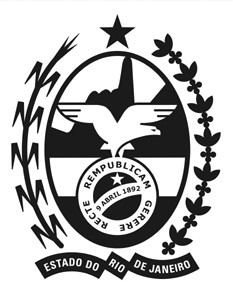 RECTE REMPUBLICAM GERERE
9 ABRIL 1892
ESTADO DO RIO DE JANEIRO